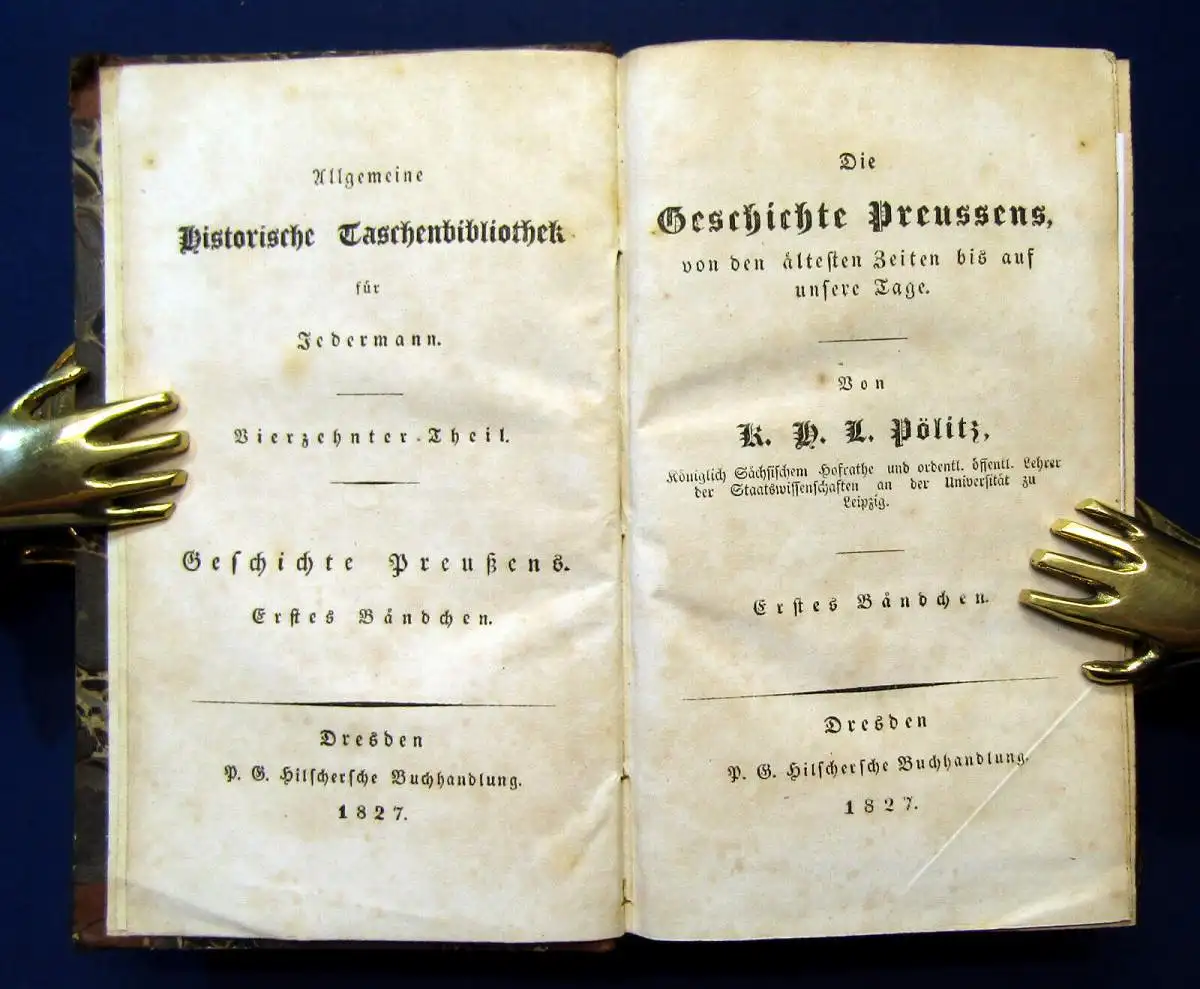 Allgemeine
Historische Taschenbibliothek
für
Jedermann.
Vierzehnter Theil.
Geſchichte Preußens.
Erſtes Bändchen.
Dresden
P. G. Hilſcherſche Buchhandlung.
1827.
Die
Geschichte Preussens,
von den älteſten Zeiten bis auf
unſere Tage.
Von
K. H. L. Pölitz,
Königlich Sächſiſchem Hofrathe und ordentl. öffentl. Lehrer
der Staatswiſſenſchaften an der Univerſität zu
Leipzig.
Erſtes Bändchen.
Dresden
P. G. Hilſcherſche Buchhandlung.
1827.